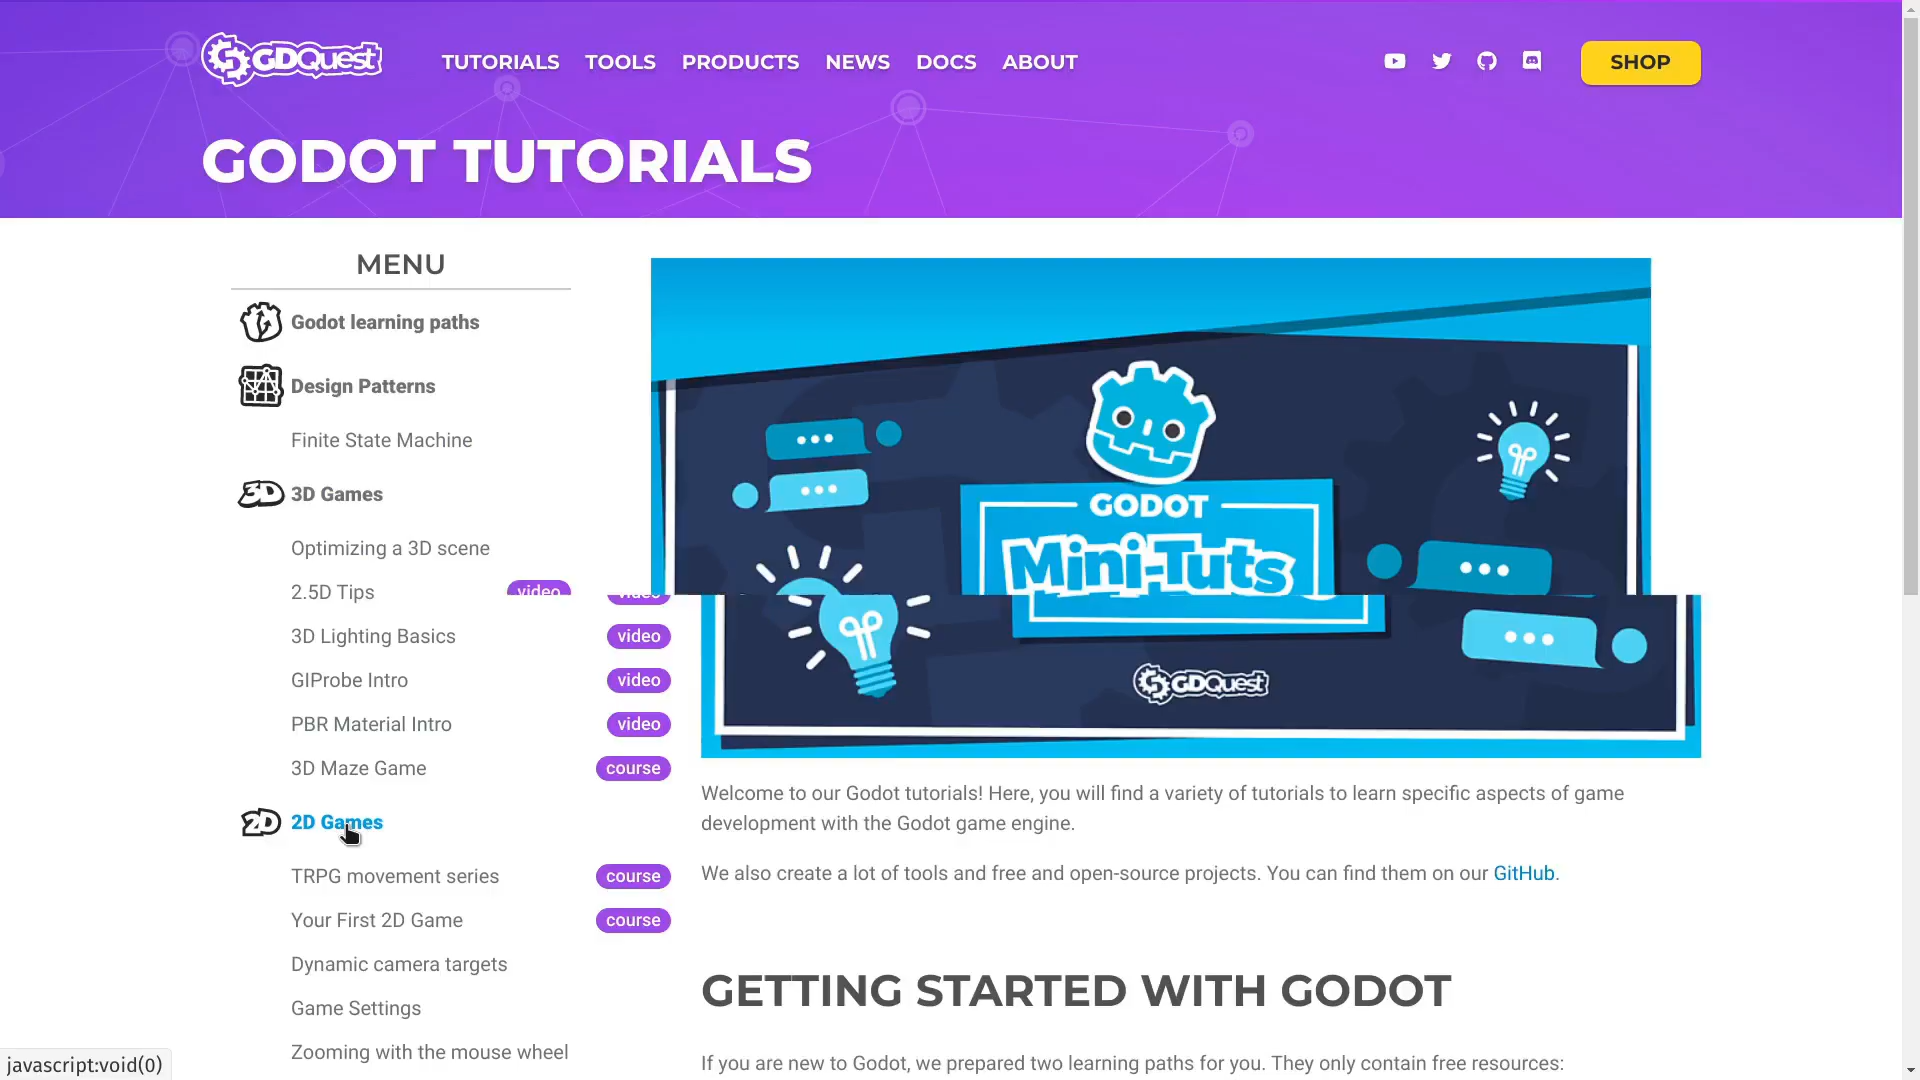 GDQuest
TUTORIALS
TOOLS
PRODUCTS
NEWS
DOCS
ABOUT
SHOP
GODOT TUTORIALS
MENU
Godot learning paths
Design Patterns
Finite State Machine
3D
3D Games
Optimizing a 3D scene
2.5D Tips
video
video
3D Lighting Basics
video
GIProbe Intro
video
PBR Material Intro
video
3D Maze Game
course
2D
2D Games
TRPG movement series
course
Your First 2D Game
course
Dynamic camera targets
Game Settings
Zooming with the mouse wheel
GODOT
Mini-Tuts
GDQuest
Welcome to our Godot tutorials! Here, you will find a variety of tutorials to learn specific aspects of game
development with the Godot game engine.
We also create a lot of tools and free and open-source projects. You can find them on our GitHub.
GETTING STARTED WITH GODOT
If you are new to Godot, we prepared two learning paths for you. They only contain free resources:
javascript:void(0)